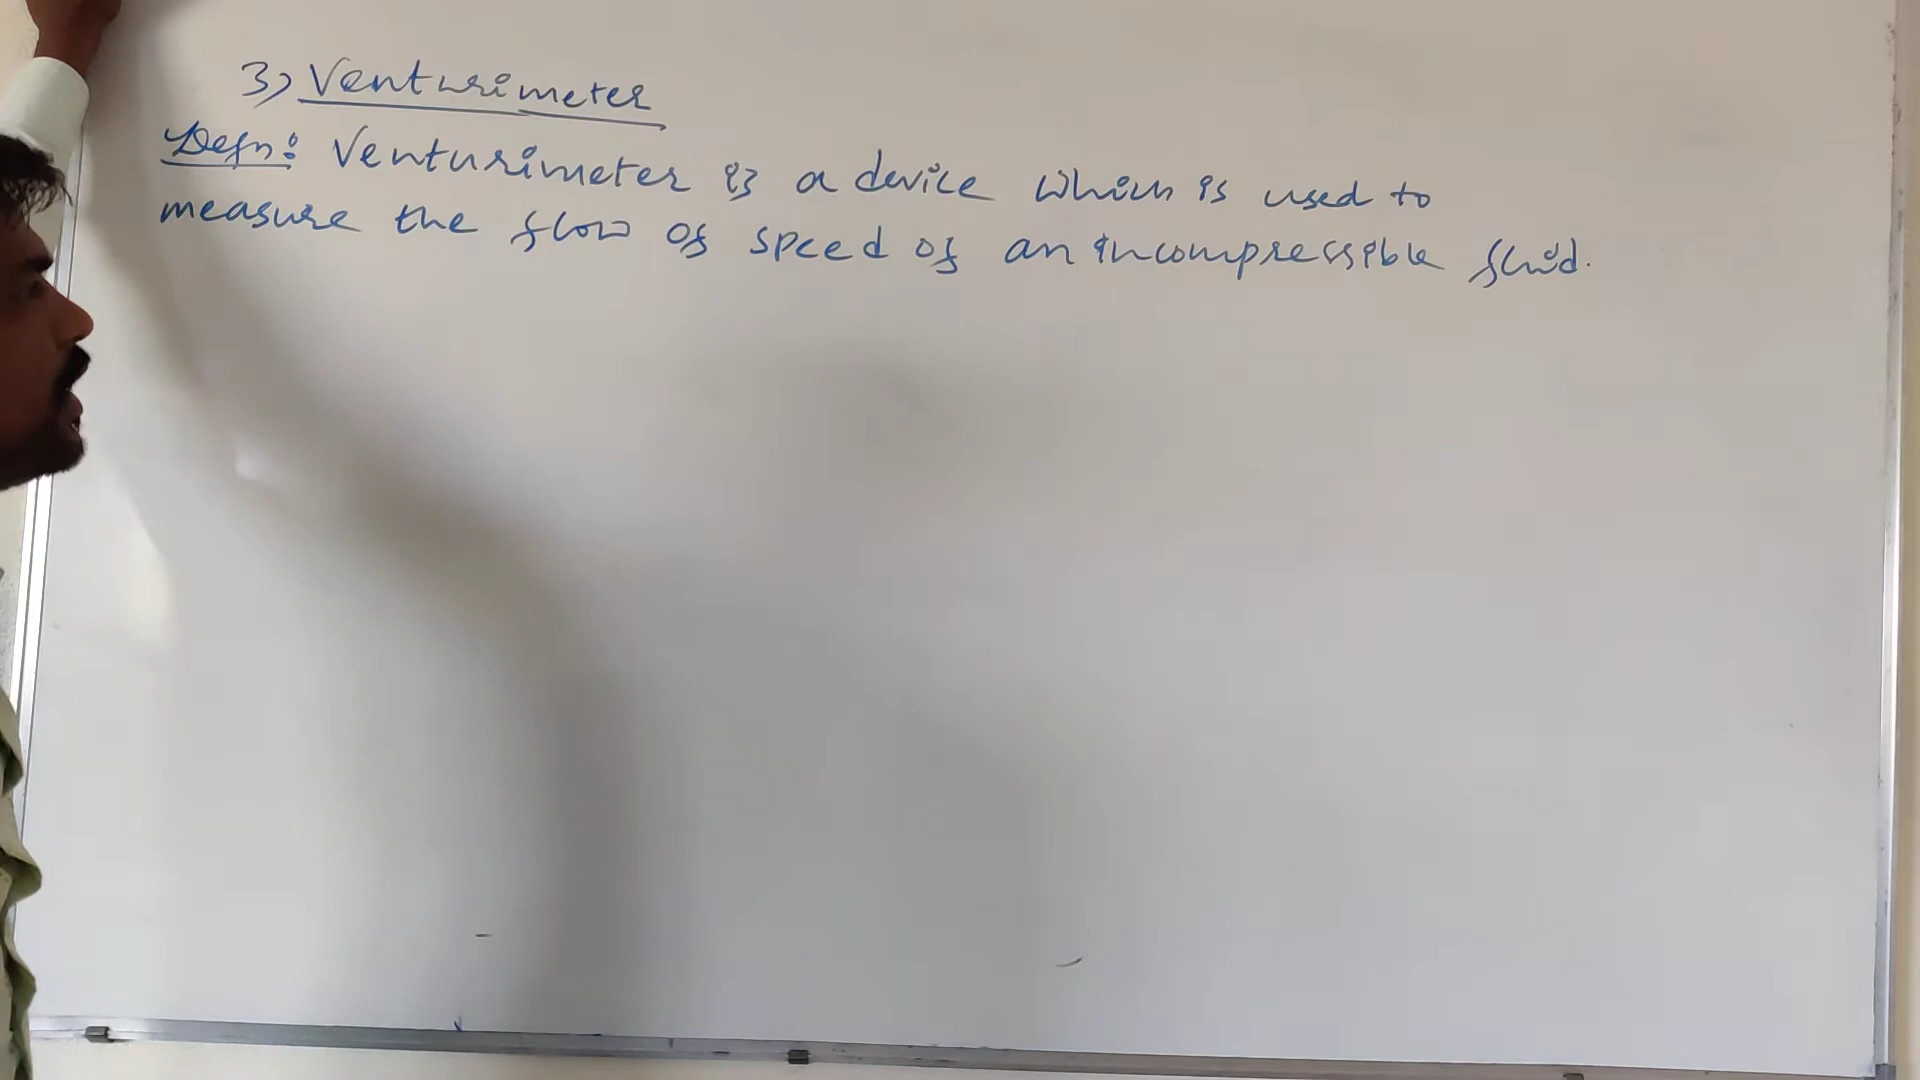 3) Venturimeter
Defn: Venturimeter is a device which is used to
measure the flow of speed of an incompressible fluid.